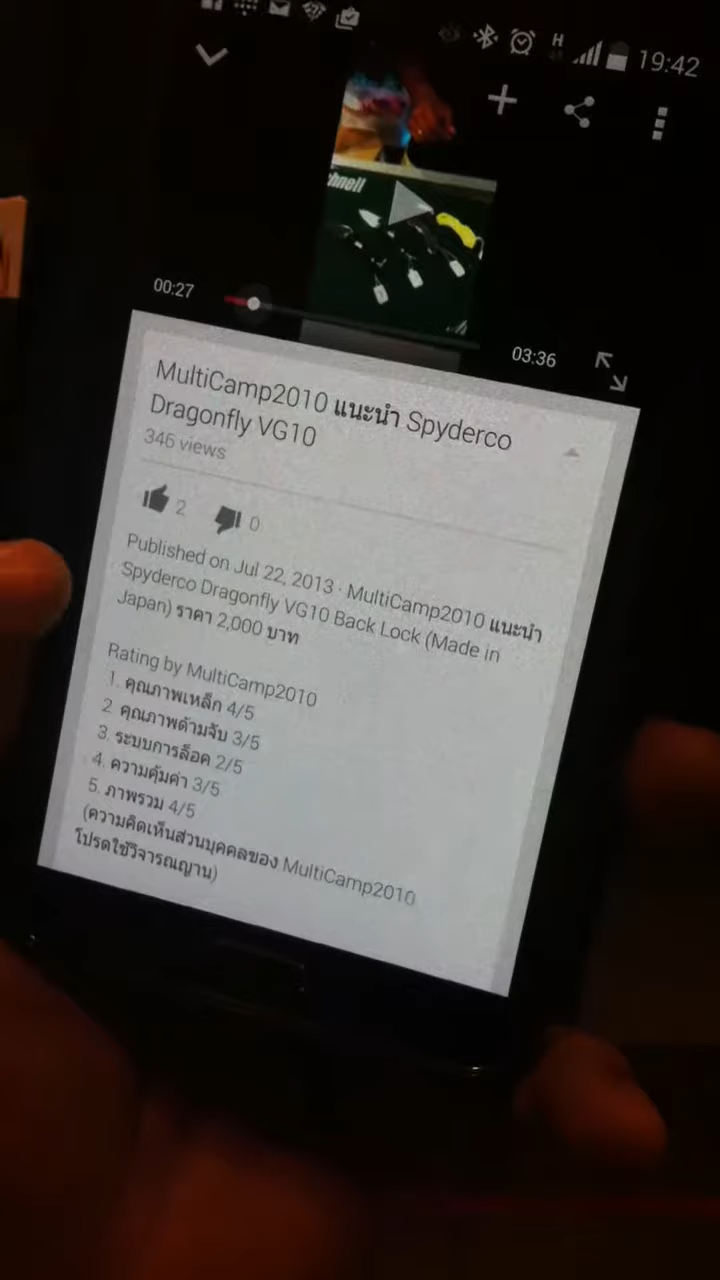 19:42
hnell
00:27
03:36
MultiCamp2010 แนะนำ Spyderco
Dragonfly VG10
346 views
2 0
Published on Jul 22, 2013 · MultiCamp2010 แนะนำ
Spyderco Dragonfly VG10 Back Lock (Made in
Japan) ราคา 2,000 บาท
Rating by MultiCamp2010
1. คุณภาพเหล็ก 4/5
2. คุณภาพด้ามจับ 3/5
3. ระบบการล็อค 2/5
4. ความคุ้มค่า 3/5
5. ภาพรวม 4/5
(ความคิดเห็นส่วนบุคคลของ MultiCamp2010
โปรดใช้วิจารณญาน)